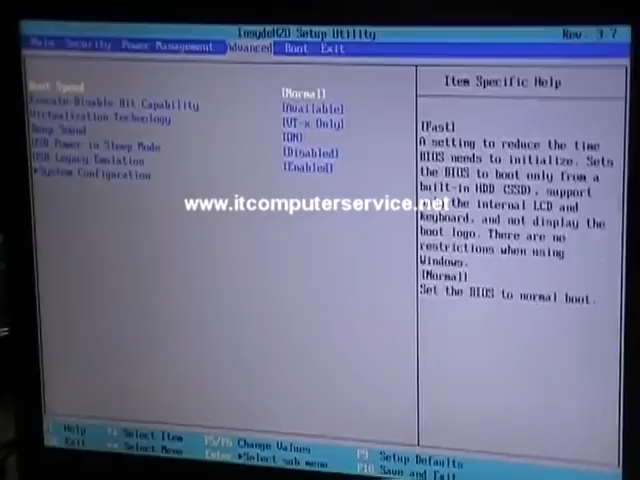 InsydeH2O Setup Utility Rev. 3.7
Main Security Power Management Advanced Boot Exit
Boot Speed [Normal]
Execute-Disable Bit Capability [Available]
Virtualization Technology [VT-x Only]
Beep Sound [ON]
USB Power in Sleep Mode [Disabled]
USB Legacy Emulation [Enabled]
▶System Configuration
Item Specific Help
[Fast]
A setting to reduce the time
BIOS needs to initialize. Sets
the BIOS to boot only from a
built-in HDD (SSD), support
the internal LCD and
keyboard, and not display the
boot logo. There are no
restrictions when using
Windows.
[Normal]
Set the BIOS to normal boot.
www.itcomputerservice.net
Help Select Item F5/F6 Change Values F9 Setup Defaults
Exit Select Menu Enter ▶Select sub menu F10 Save and Exit